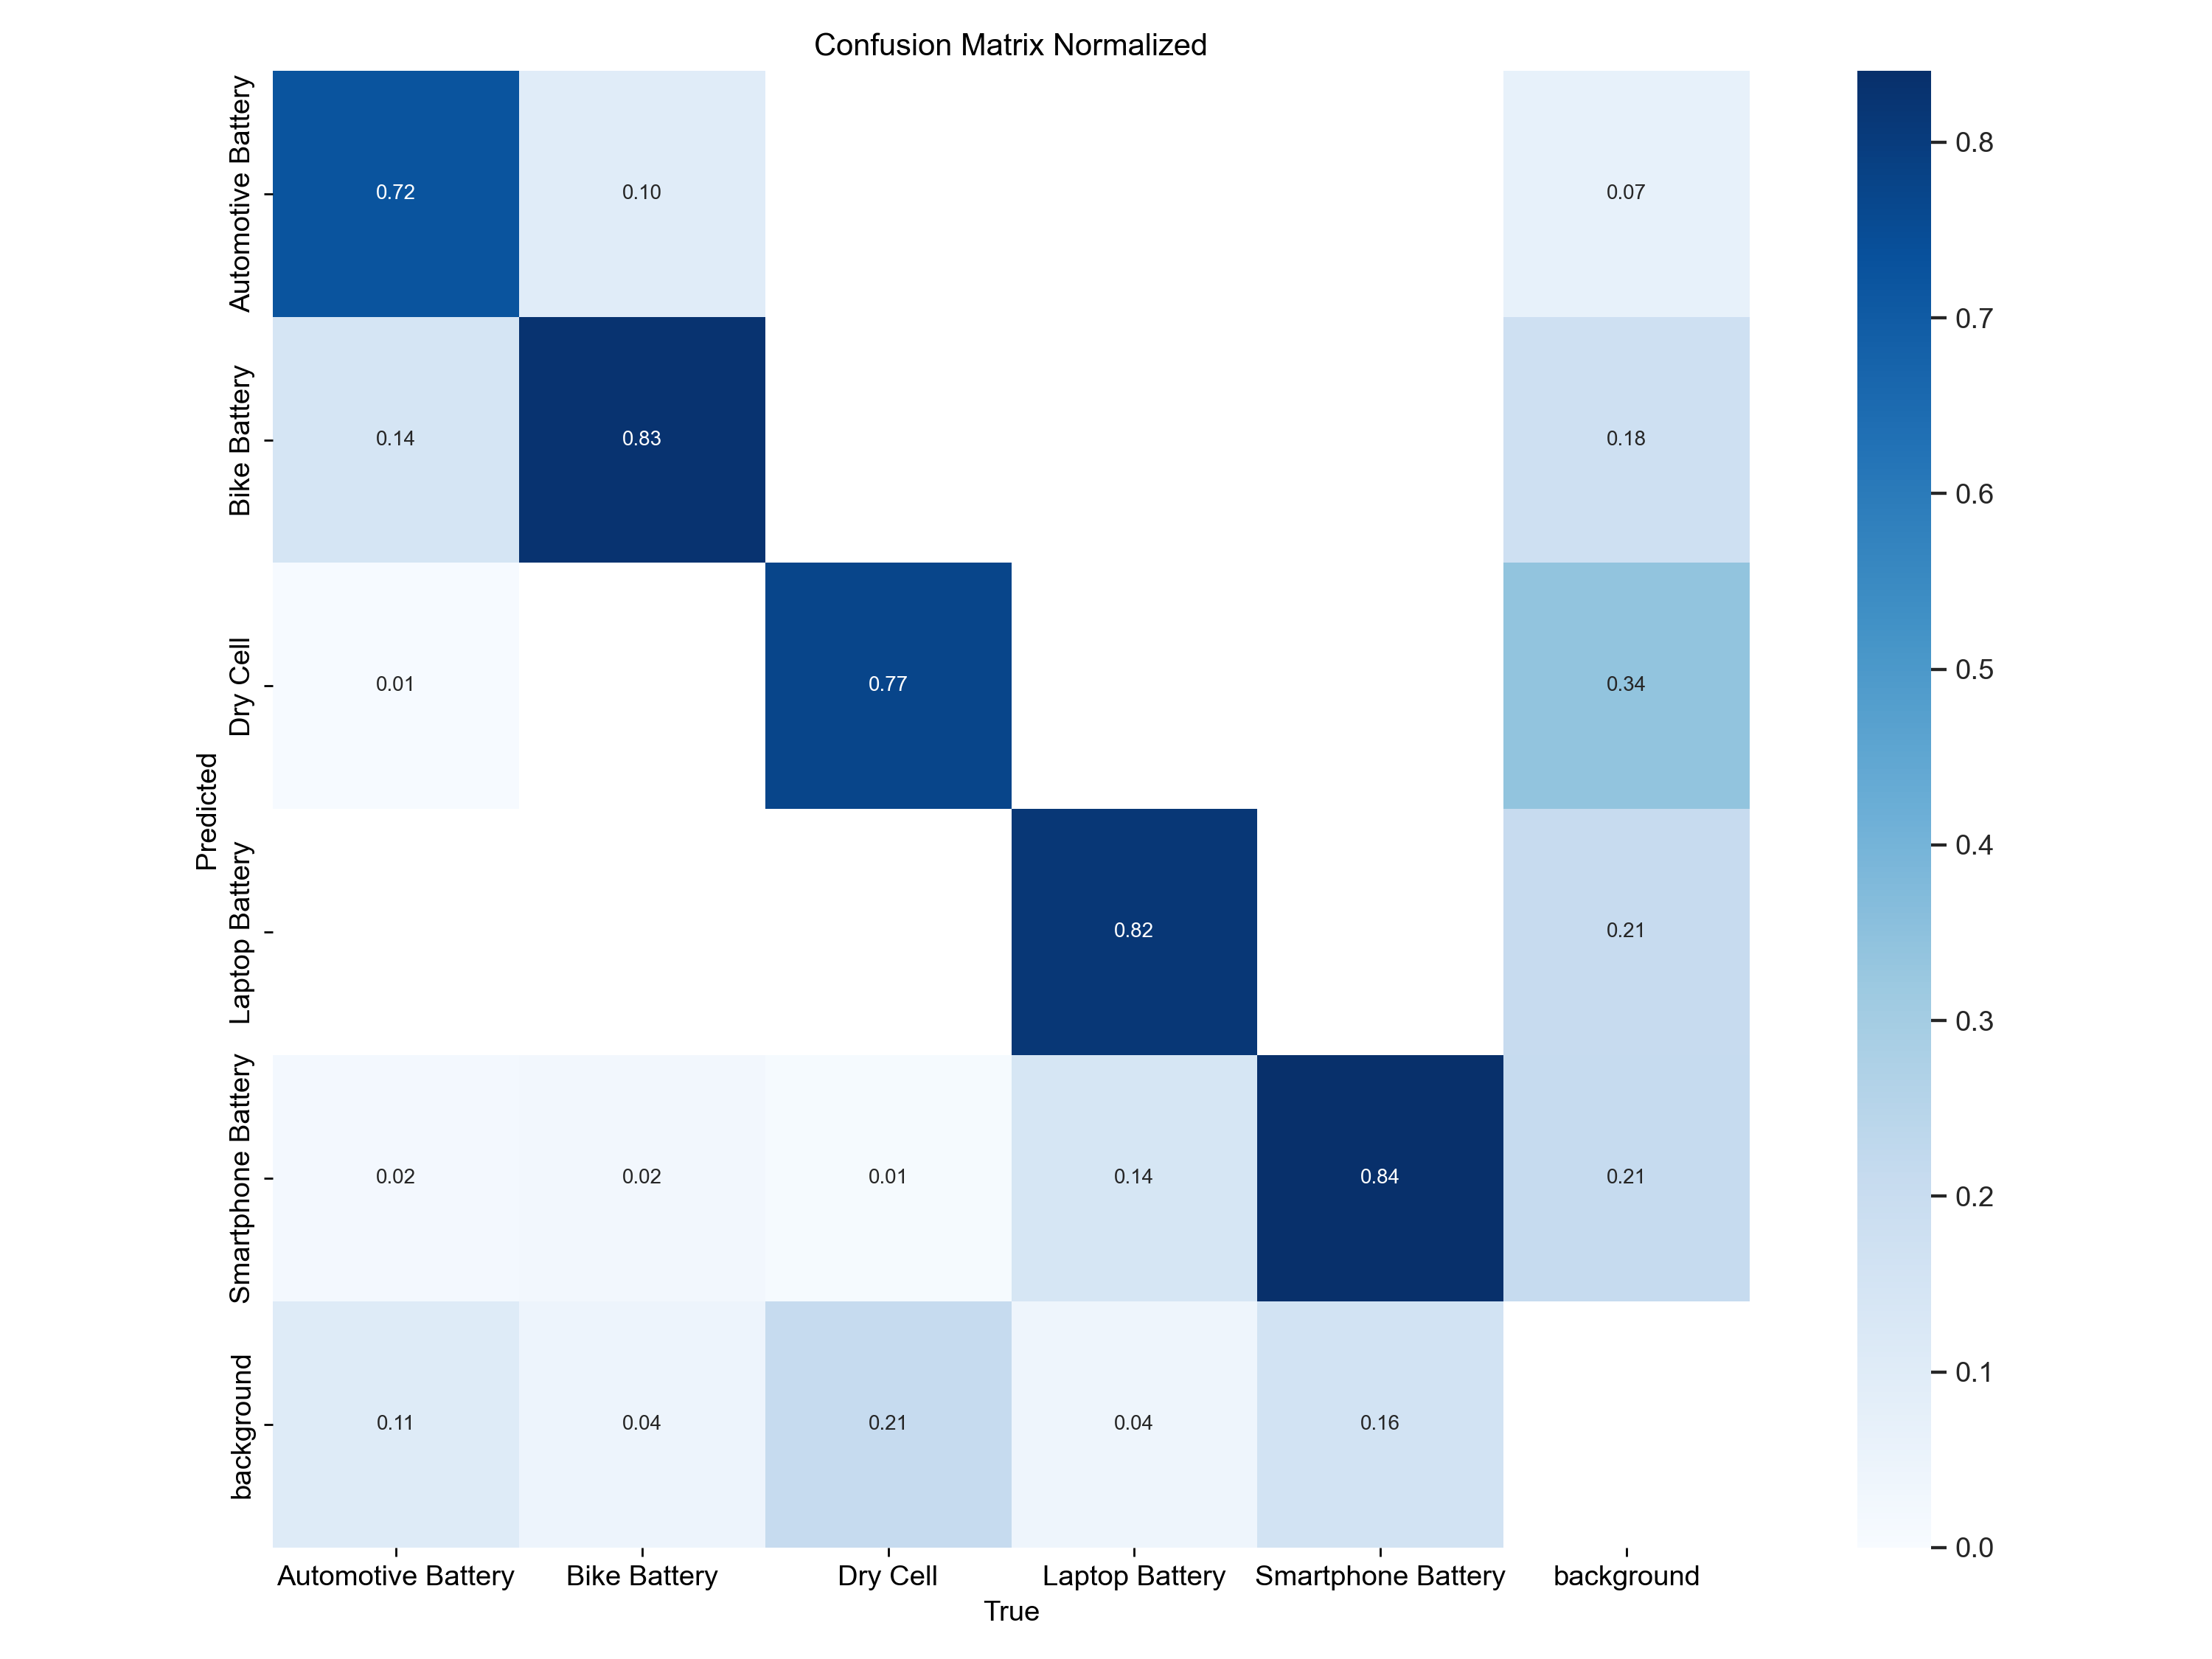 Confusion Matrix Normalized
Automotive Battery
0.72
0.10
0.07
Bike Battery
0.14
0.83
0.18
Dry Cell
0.01
0.77
0.34
Laptop Battery
0.82
0.21
Smartphone Battery
0.02
0.02
0.01
0.14
0.84
0.21
background
0.11
0.04
0.21
0.04
0.16
Predicted
Automotive Battery
Bike Battery
Dry Cell
Laptop Battery
Smartphone Battery
background
True
0.8
0.7
0.6
0.5
0.4
0.3
0.2
0.1
0.0